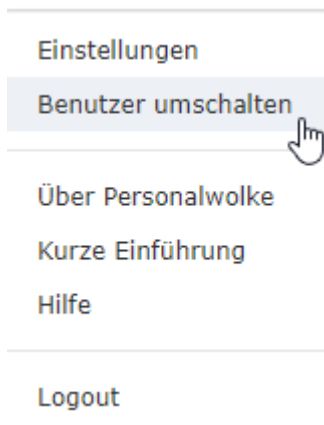 Einstellungen
Benutzer umschalten
Über Personalwolke
Kurze Einführung
Hilfe
Logout